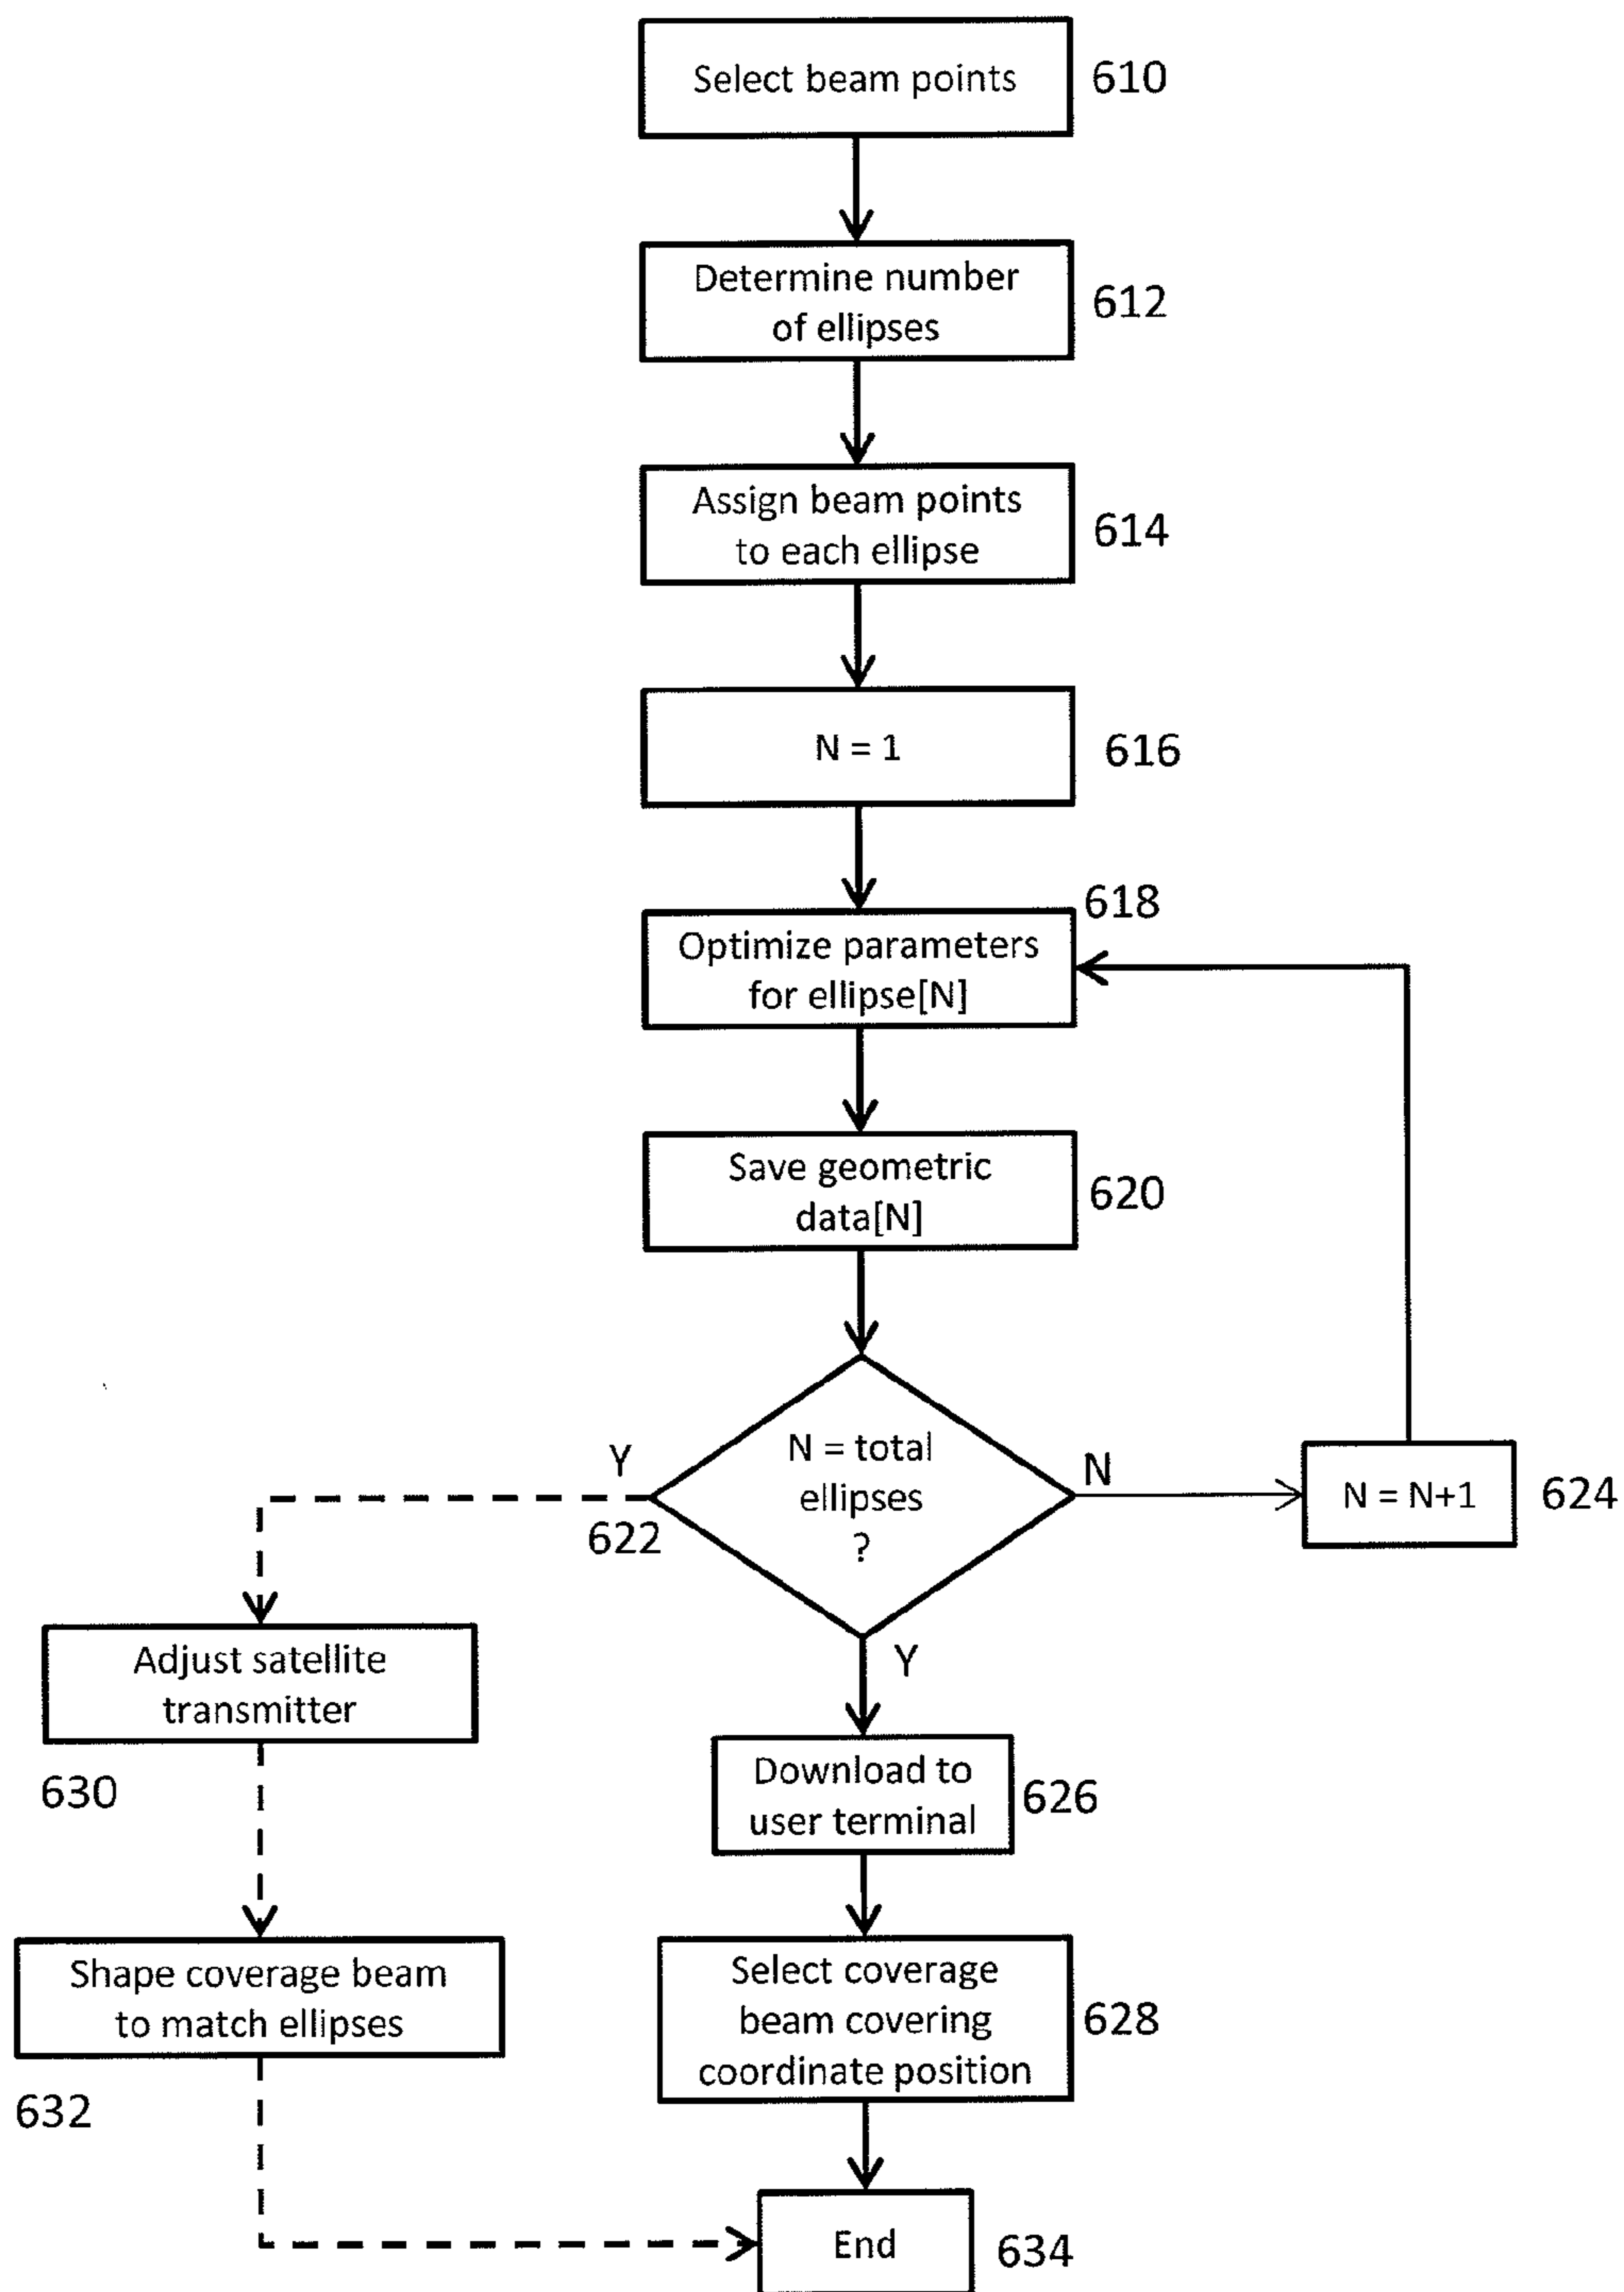 Select beam points
610
Determine number
of ellipses
612
Assign beam points
to each ellipse
614
N = 1
616
618
Optimize parameters
for ellipse[N]
Save geometric
data[N]
620
N = total
ellipses
?
Y
622
N
N = N+1
624
Y
Adjust satellite
transmitter
630
Download to
user terminal
626
Shape coverage beam
to match ellipses
632
Select coverage
beam covering
coordinate position
628
End
634